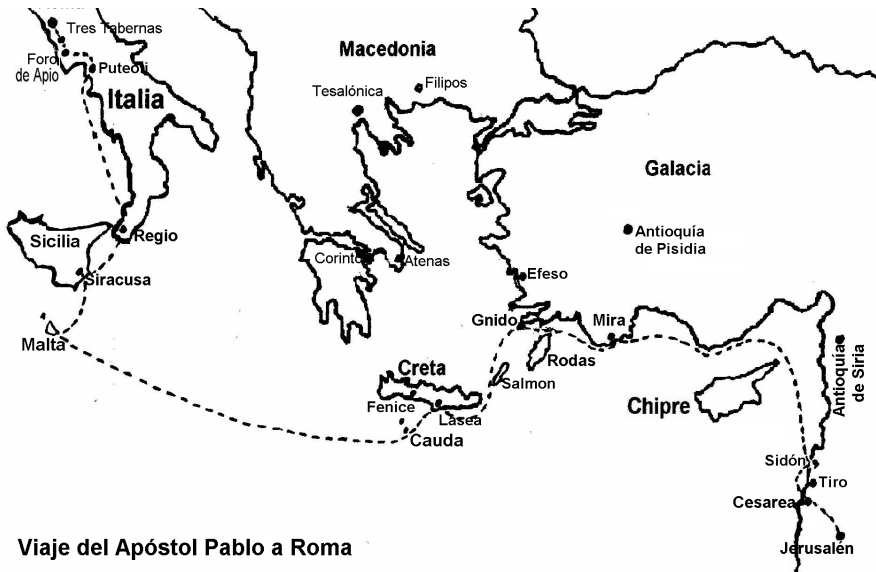 Tres Tabernas
Foro
de Apio
Puteoli
Italia
Macedonia
Tesalónica
Filipos
Galacia
Antioquía
de Pisidia
Sicilia
Regio
Siracusa
Malta
Corinto
Atenas
Efeso
Gnido
Mira
Rodas
Salmon
Creta
Fenice
Lasea
Cauda
Chipre
Antioquía
de Siria
Sidón
Tiro
Cesarea
Jerusalén
Viaje del Apóstol Pablo a Roma